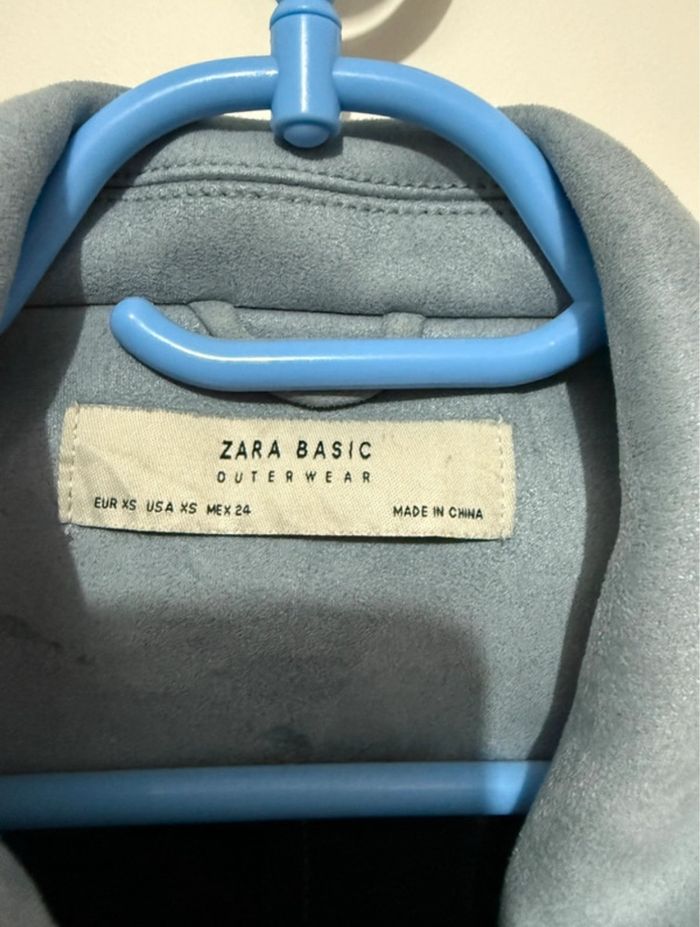 ZARA BASIC
OUTERWEAR
EUR XS USA XS MEX 24 MADE IN CHINA